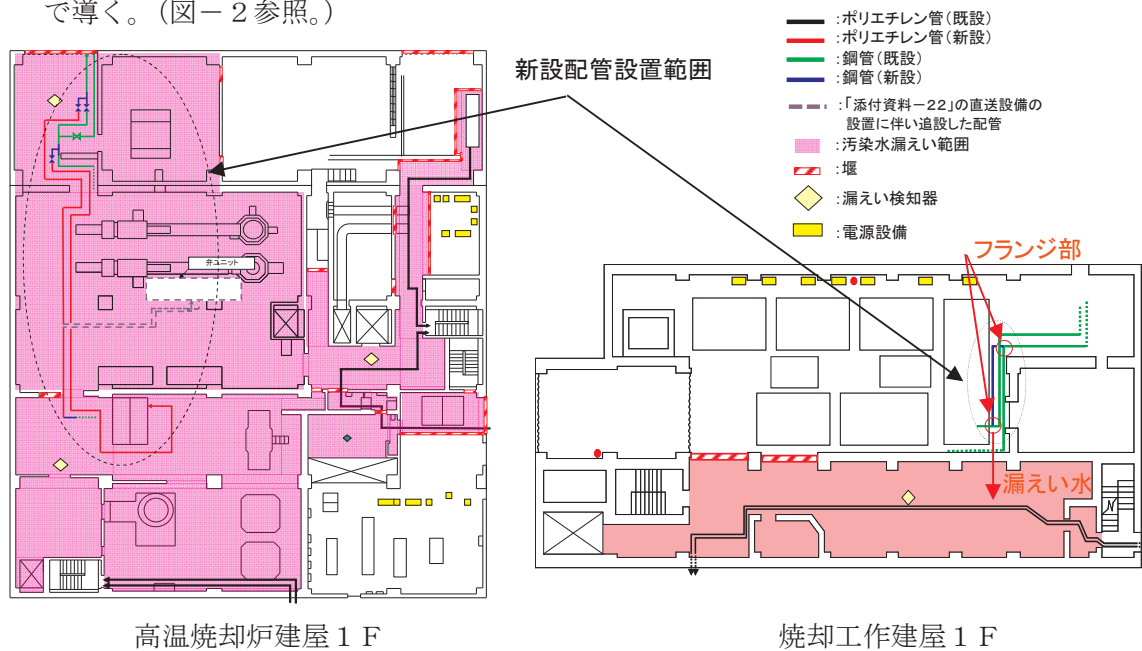 で導く。（図－２参照。）
:ポリエチレン管(既設)
:ポリエチレン管(新設)
:鋼管(既設)
:鋼管(新設)
:「添付資料－22」の直送設備の
設置に伴い追設した配管
:汚染水漏えい範囲
:堰
:漏えい検知器
:電源設備
新設配管設置範囲
弁ユニット
フランジ部
漏えい水
高温焼却炉建屋１Ｆ
焼却工作建屋１Ｆ